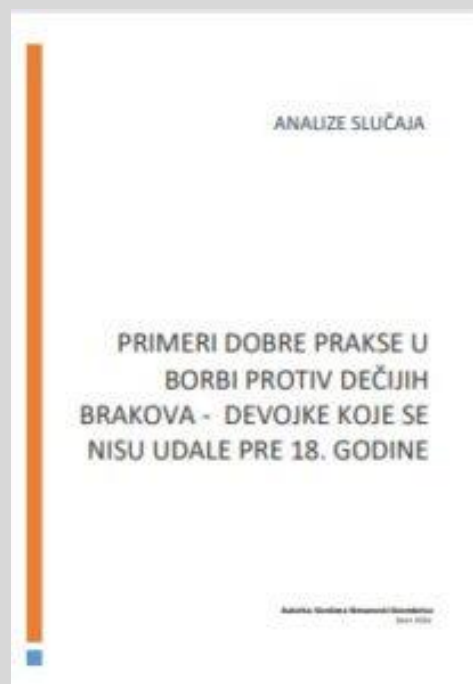 ANALIZE SLUČAJA
PRIMERI DOBRE PRAKSE U
BORBI PROTIV DEČIJIH
BRAKOVA - DEVOJKE KOJE SE
NISU UDALE PRE 18. GODINE